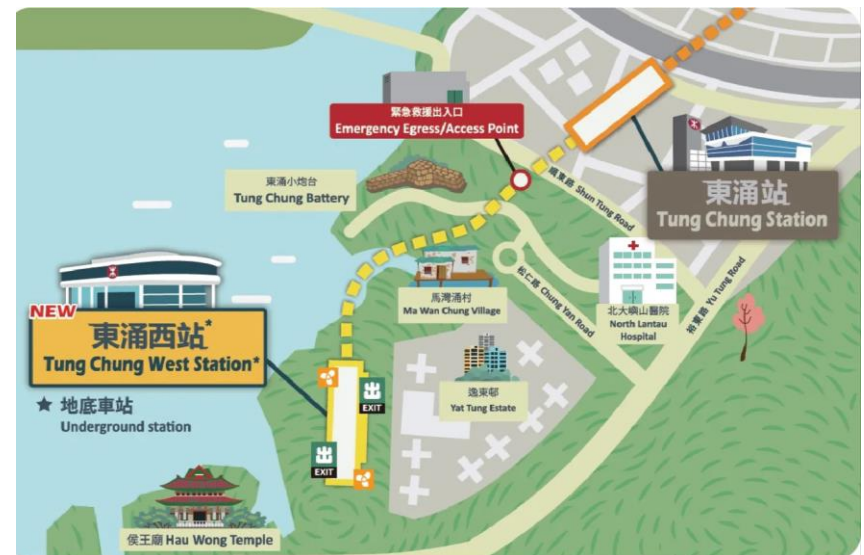 緊急救援出入口
Emergency Egress/Access Point
東涌小炮台
Tung Chung Battery
東涌站
Tung Chung Station
順東路 Shun Tung Road
松仁路 Chung Yan Road
裕東路 Yu Tung Road
馬灣涌村
Ma Wan Chung Village
北大嶼山醫院
North Lantau
Hospital
NEW
東涌西站*
Tung Chung West Station*
★ 地底車站
Underground station
逸東邨
Yat Tung Estate
出
EXIT
出
EXIT
侯王廟 Hau Wong Temple